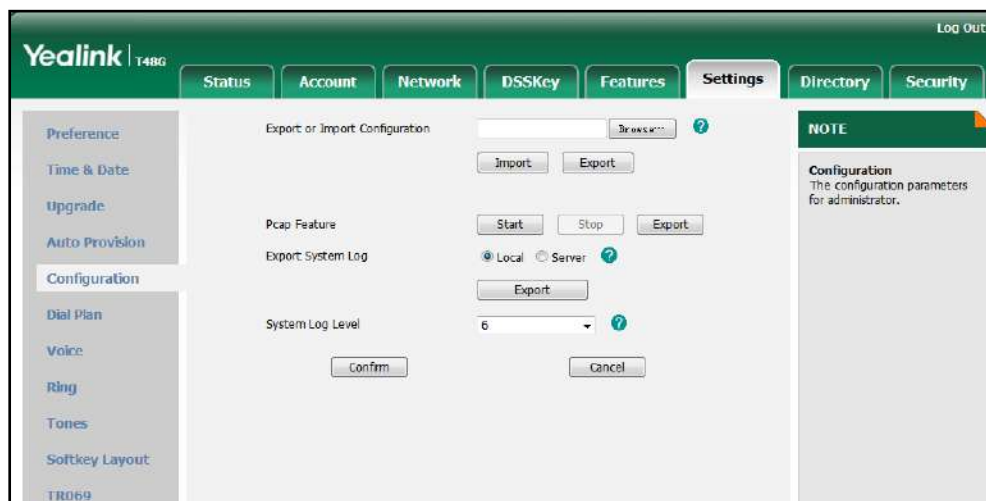 Log Out
Yealink T48G
Status Account Network DSSKey Features Settings Directory Security
Preference
Time & Date
Upgrade
Auto Provision
Configuration
Dial Plan
Voice
Ring
Tones
Softkey Layout
TR069
Export or Import Configuration Browse... ?
Import Export
Pcap Feature Start Stop Export
Export System Log Local Server ?
Export
System Log Level 6 ?
Confirm Cancel
NOTE
Configuration
The configuration parameters
for administrator.